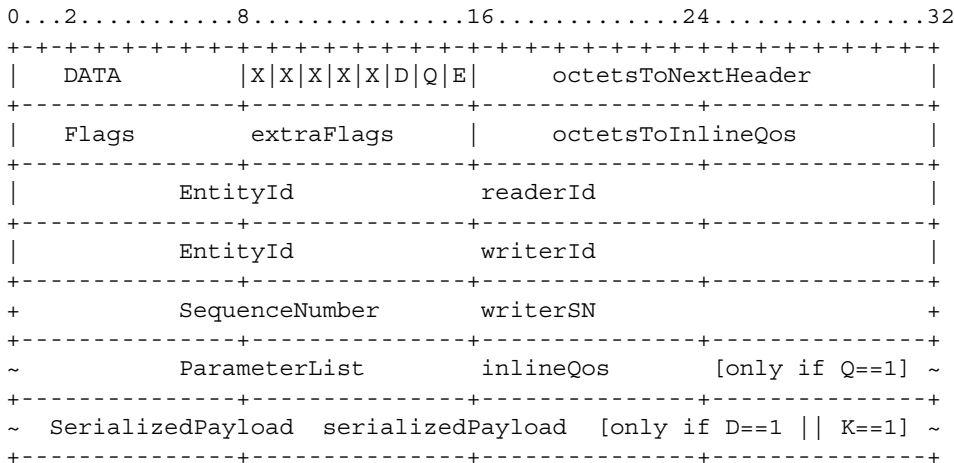 0...2...........8...............16.............24...............32
+-+-+-+-+-+-+-+-+-+-+-+-+-+-+-+-+-+-+-+-+-+-+-+-+-+-+-+-+-+-+-+-+
|   DATA        |X|X|X|X|X|D|Q|E|     octetsToNextHeader        |
+---------------+---------------+---------------+---------------+
|   Flags        extraFlags     |     octetsToInlineQos         |
+---------------+---------------+---------------+---------------+
|           EntityId            readerId                       |
+---------------+---------------+---------------+---------------+
|           EntityId            writerId                       |
+---------------+---------------+---------------+---------------+
+           SequenceNumber      writerSN                       +
+---------------+---------------+---------------+---------------+
~           ParameterList       inlineQos       [only if Q==1] ~
+---------------+---------------+---------------+---------------+
~  SerializedPayload  serializedPayload  [only if D==1 || K==1] ~
+---------------+---------------+---------------+---------------+